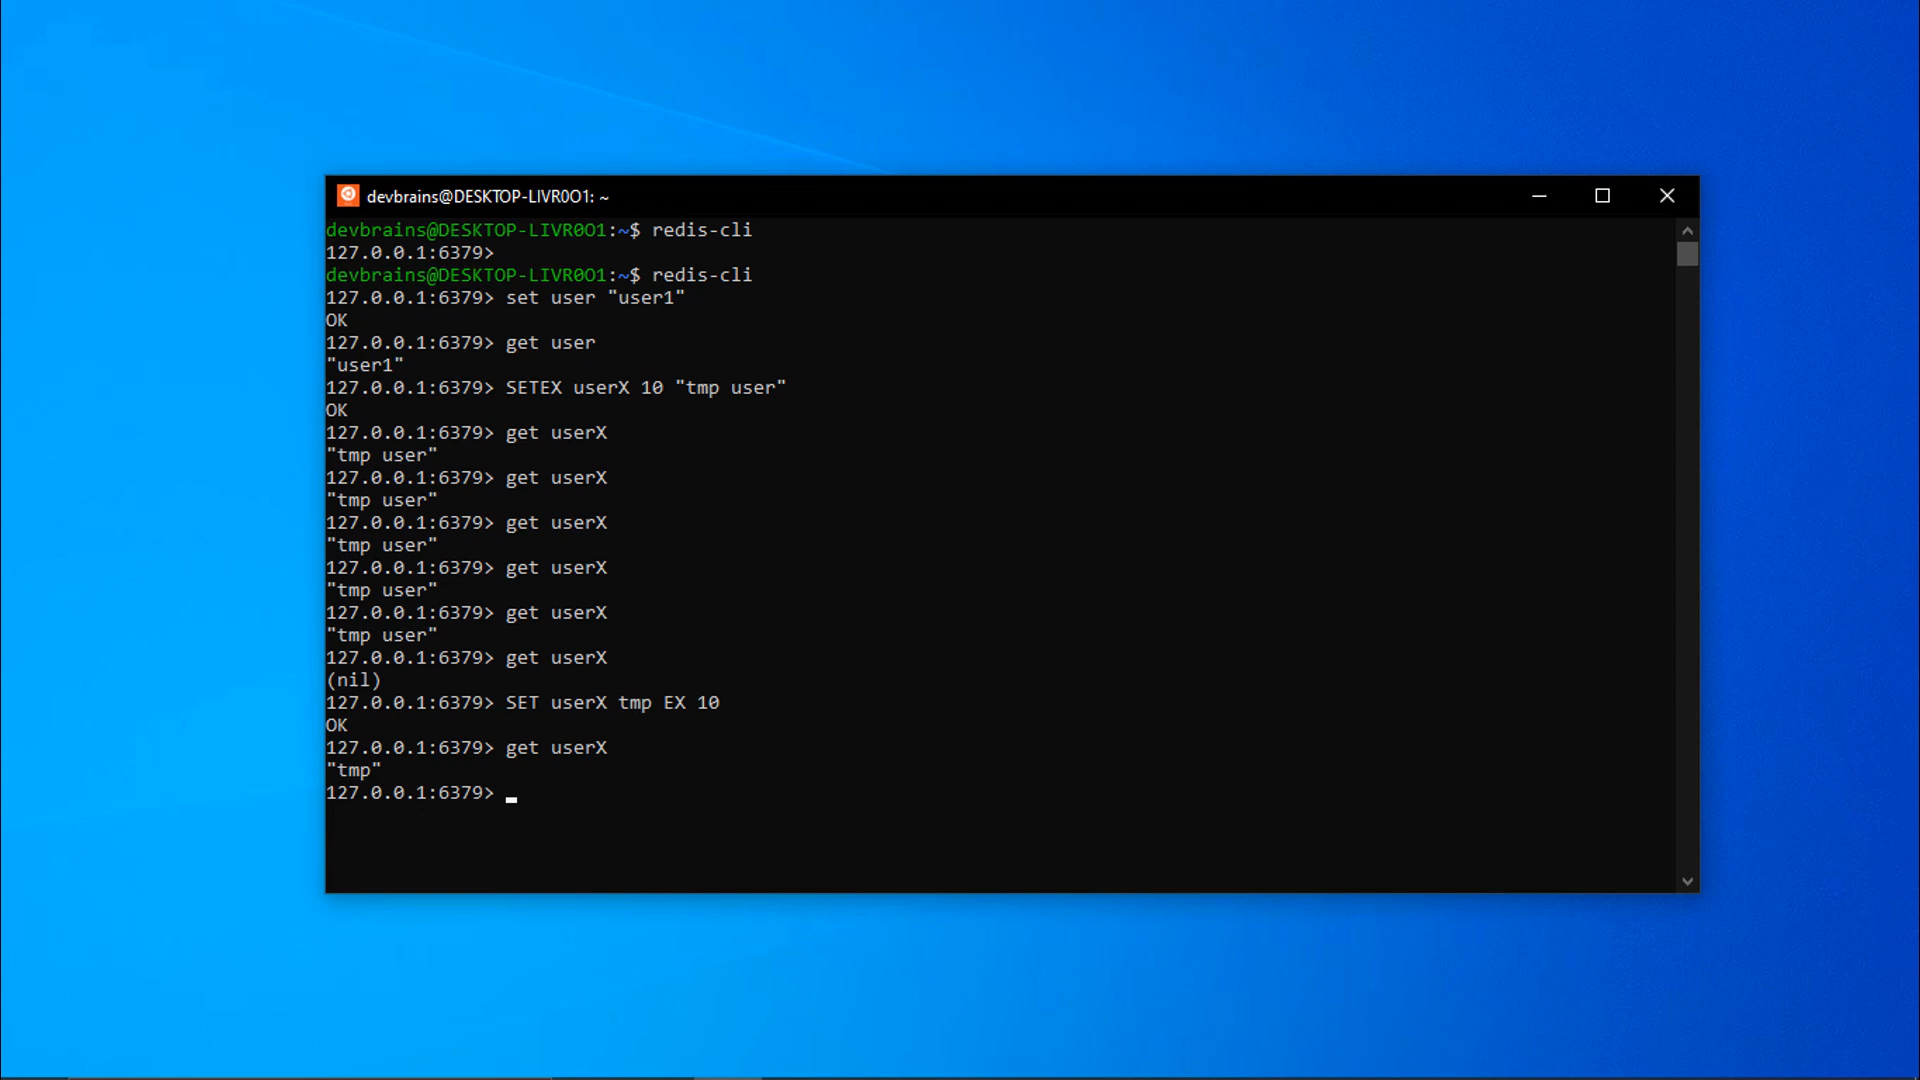 devbrains@DESKTOP-LIVR0O1: ~
devbrains@DESKTOP-LIVR0O1:~$ redis-cli
127.0.0.1:6379>
devbrains@DESKTOP-LIVR0O1:~$ redis-cli
127.0.0.1:6379> set user "user1"
OK
127.0.0.1:6379> get user
"user1"
127.0.0.1:6379> SETEX userX 10 "tmp user"
OK
127.0.0.1:6379> get userX
"tmp user"
127.0.0.1:6379> get userX
"tmp user"
127.0.0.1:6379> get userX
"tmp user"
127.0.0.1:6379> get userX
"tmp user"
127.0.0.1:6379> get userX
"tmp user"
127.0.0.1:6379> get userX
(nil)
127.0.0.1:6379> SET userX tmp EX 10
OK
127.0.0.1:6379> get userX
"tmp"
127.0.0.1:6379>